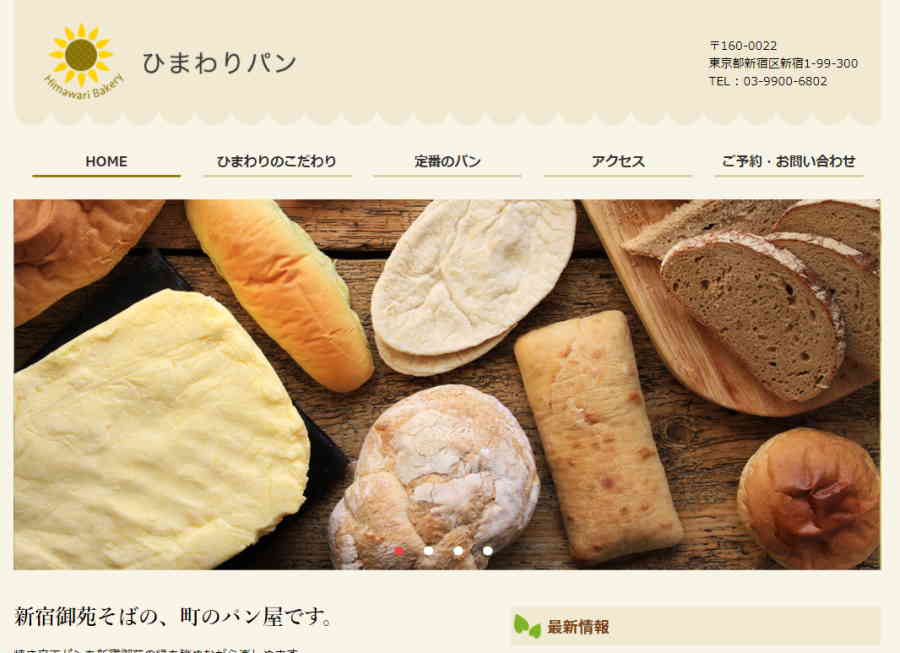 Himawari Bakery
ひまわりパン
〒160-0022
東京都新宿区新宿1-99-300
TEL : 03-9900-6802
HOME
ひまわりのこだわり
定番のパン
アクセス
ご予約・お問い合わせ
新宿御苑そばの、町のパン屋です。
最新情報